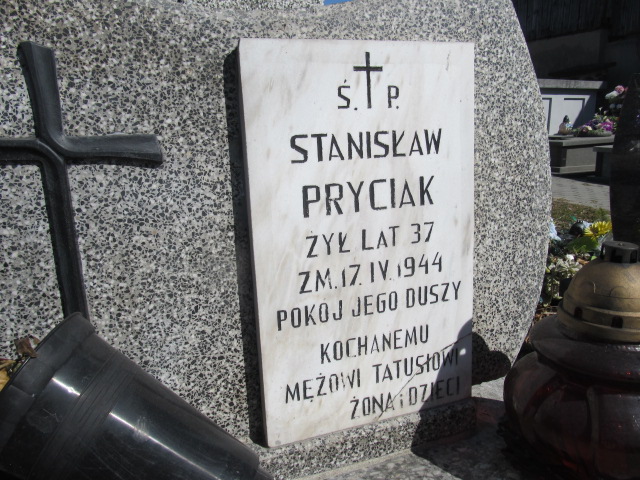 Ś. P.
STANISŁAW
PRYCIAK
ŻYŁ LAT 37
ZM. 17. IV. 1944
POKOJ JEGO DUSZY
KOCHANEMU
MĘŻOWI TATUSIOWI
ŻONA I DZIECI